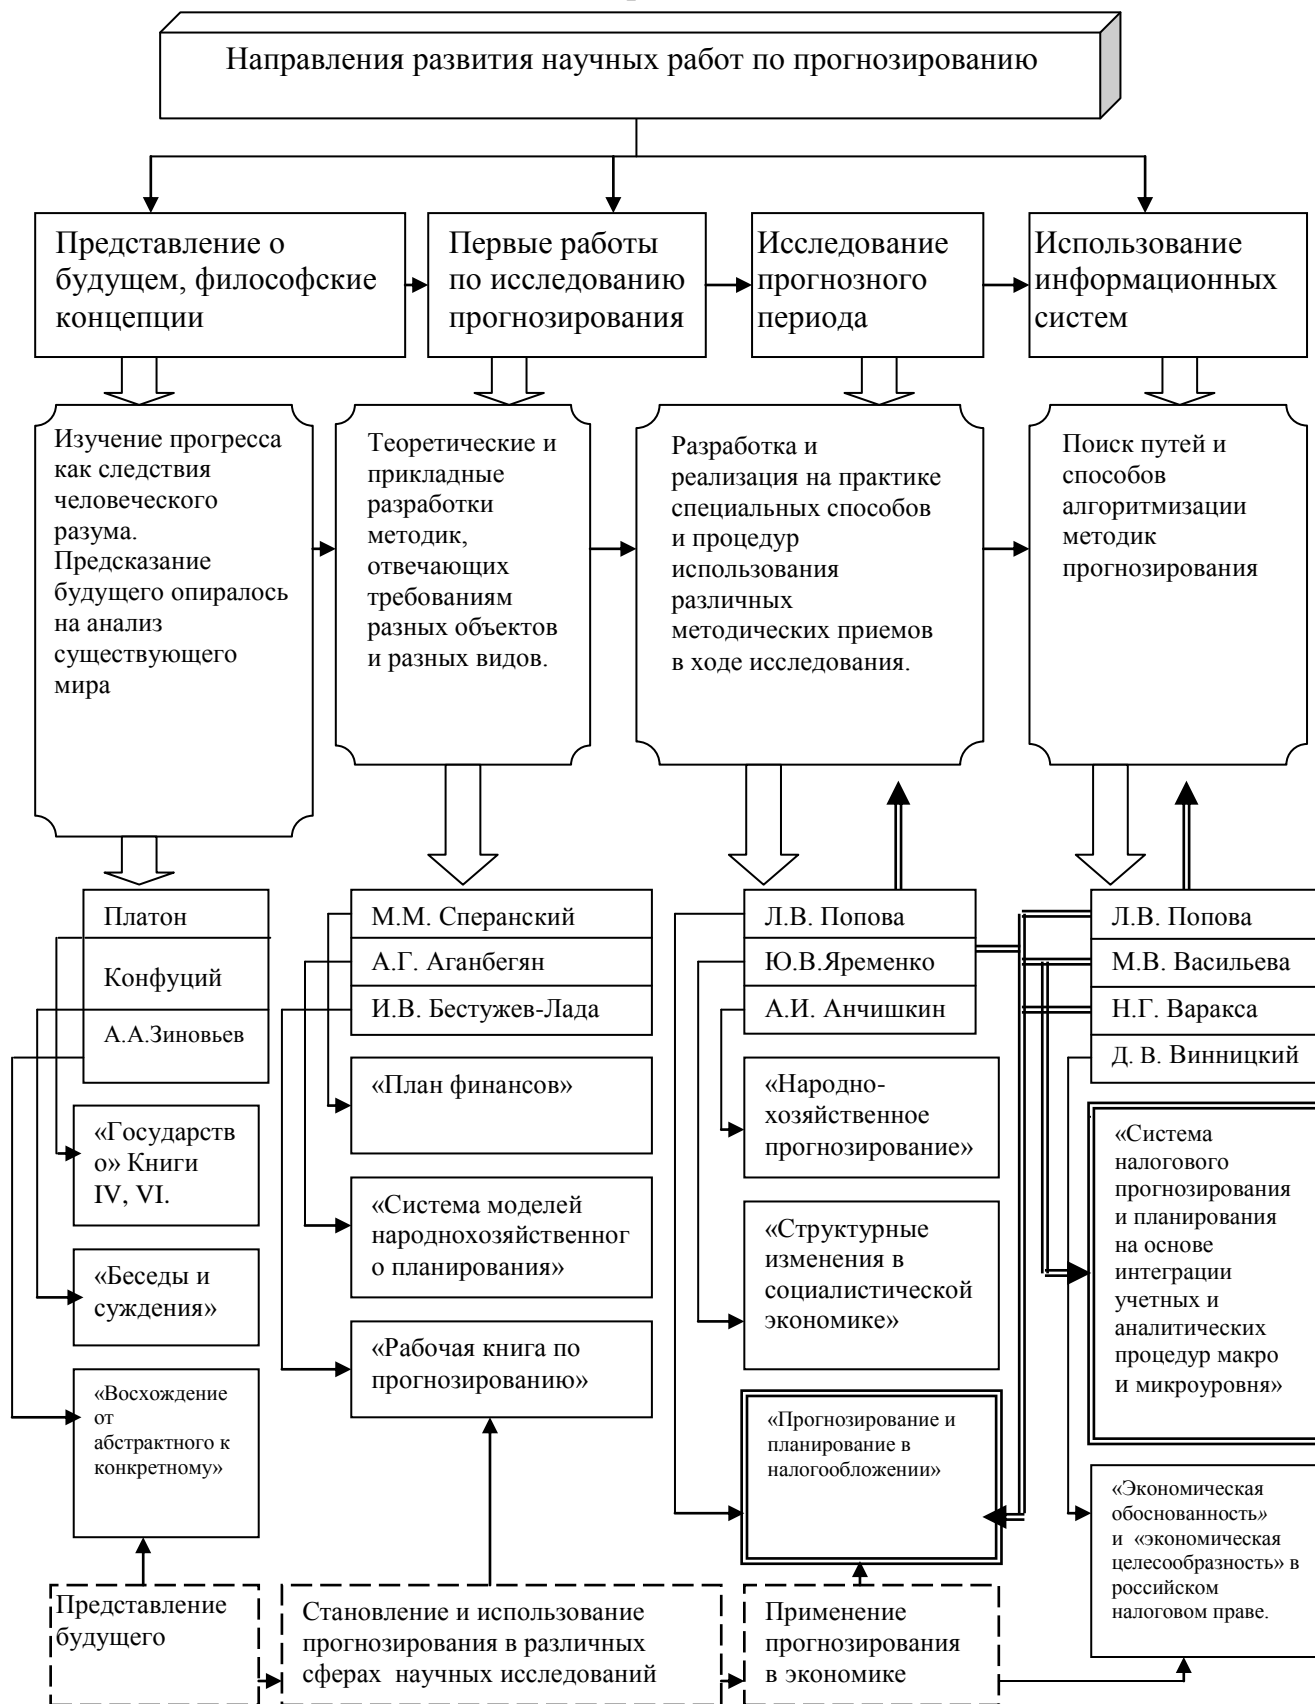 Направления развития научных работ по прогнозированию
Представление о
будущем, философские
концепции
Первые работы
по исследованию
прогнозирования
Исследование
прогнозного
периода
Использование
информационных
систем
Изучение прогресса
как следствия
человеческого
разума.
Предсказание
будущего опиралось
на анализ
существующего
мира
Теоретические и
прикладные
разработки
методик,
отвечающих
требованиям
разных объектов
и разных видов.
Разработка и
реализация на практике
специальных способов
и процедур
использования
различных
методических приемов
в ходе исследования.
Поиск путей и
способов
алгоритмизации
методик
прогнозирования
Платон
Конфуций
А.А.Зиновьев
«Государств
о» Книги
IV, VI.
«Беседы и
суждения»
«Восхождение
от
абстрактного к
конкретному»
М.М. Сперанский
А.Г. Аганбегян
И.В. Бестужев-Лада
«План финансов»
«Система моделей
народнохозяйственног
о планирования»
«Рабочая книга по
прогнозированию»
Л.В. Попова
Ю.В.Яременко
А.И. Анчишкин
«Народно-
хозяйственное
прогнозирование»
«Структурные
изменения в
социалистической
экономике»
«Прогнозирование и
планирование в
налогообложении»
Л.В. Попова
М.В. Васильева
Н.Г. Варакса
Д. В. Винницкий
«Система
налогового
прогнозирования
и планирования
на основе
интеграции
учетных и
аналитических
процедур макро
и микроуровня»
«Экономическая
обоснованность»
и «экономическая
целесообразность» в
российском
налоговом праве.
Представление
будущего
Становление и использование
прогнозирования в различных
сферах научных исследований
Применение
прогнозирования
в экономике